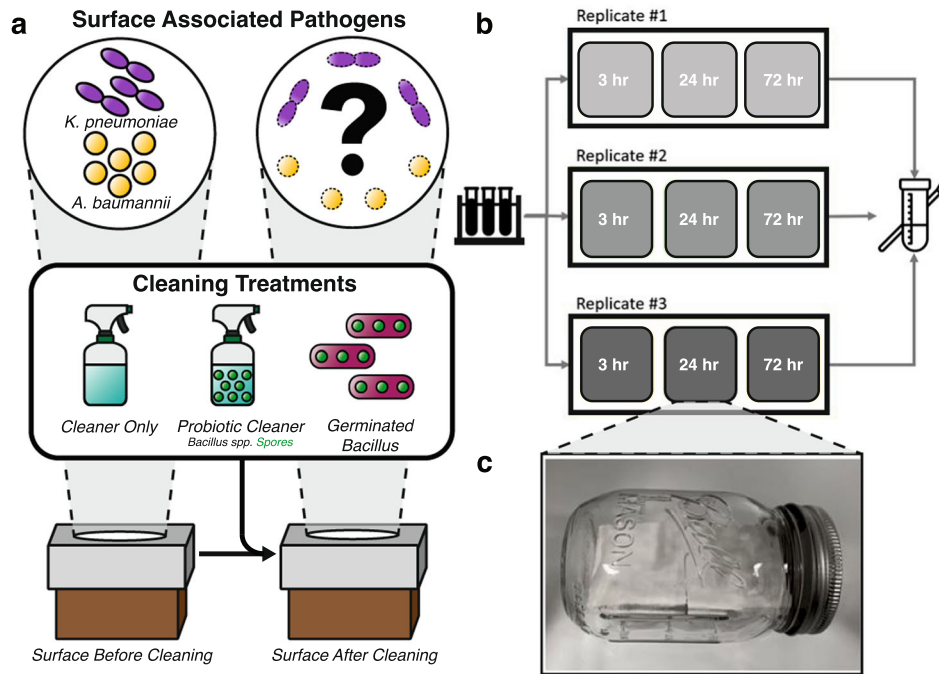 a
Surface Associated Pathogens
K. pneumoniae
A. baumannii
?
Cleaning Treatments
Cleaner Only
Probiotic Cleaner
Bacillus spp. Spores
Germinated
Bacillus
Surface Before Cleaning
Surface After Cleaning
b
Replicate #1
3 hr
24 hr
72 hr
Replicate #2
3 hr
24 hr
72 hr
Replicate #3
3 hr
24 hr
72 hr
c
Ball
MASON